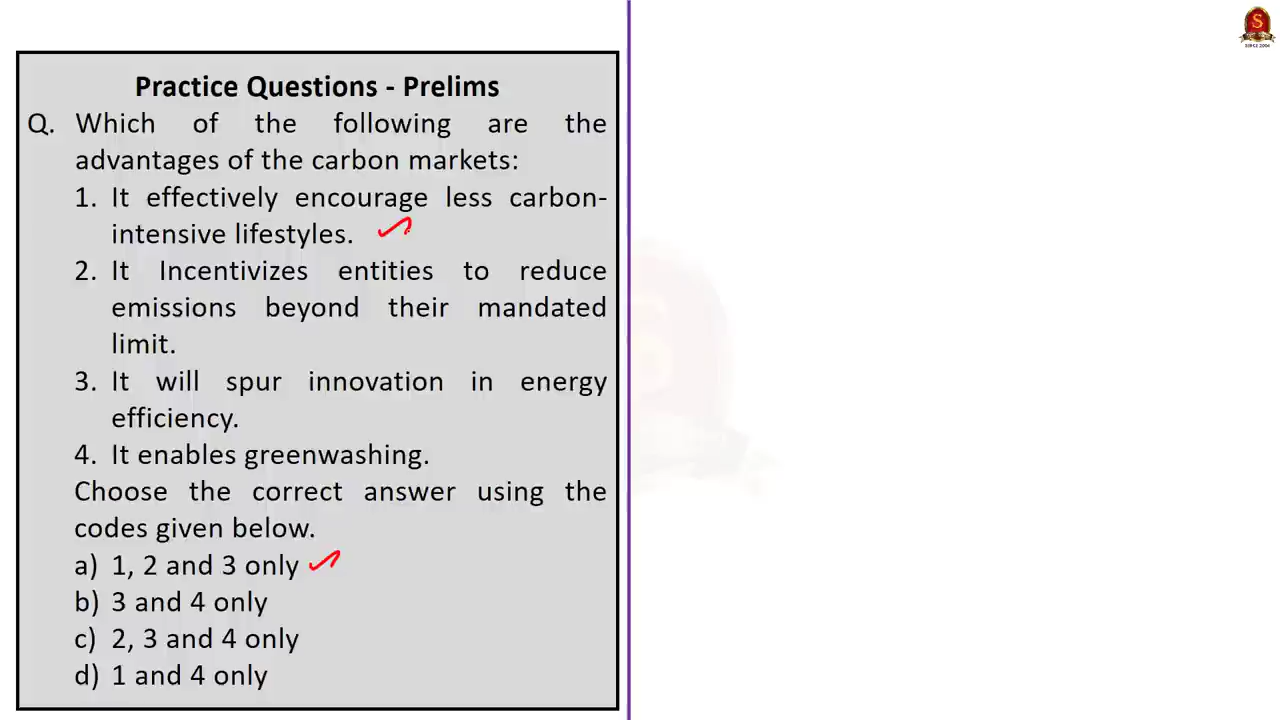 Practice Questions - Prelims
Q. Which of the following are the
advantages of the carbon markets:
1. It effectively encourage less carbon-
intensive lifestyles.
2. It Incentivizes entities to reduce
emissions beyond their mandated
limit.
3. It will spur innovation in energy
efficiency.
4. It enables greenwashing.
Choose the correct answer using the
codes given below.
a) 1, 2 and 3 only
b) 3 and 4 only
c) 2, 3 and 4 only
d) 1 and 4 only
S
SINCE 2004